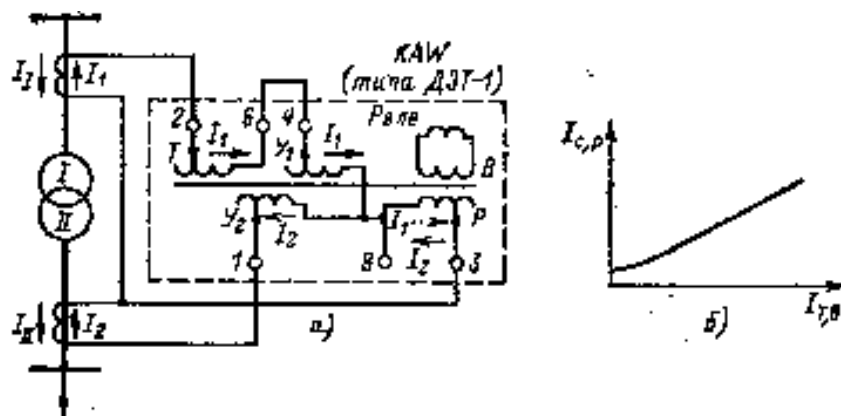 KAW
(типа ДЗТ-1)
Реле
I_I
I_1
2
6
4
T
I_1
У_1
I_1
В
I
II
У_2
I_2
I_1
I_2
P
1
8
3
I_II
I_2
а)
I_с,р
I_т,в
б)